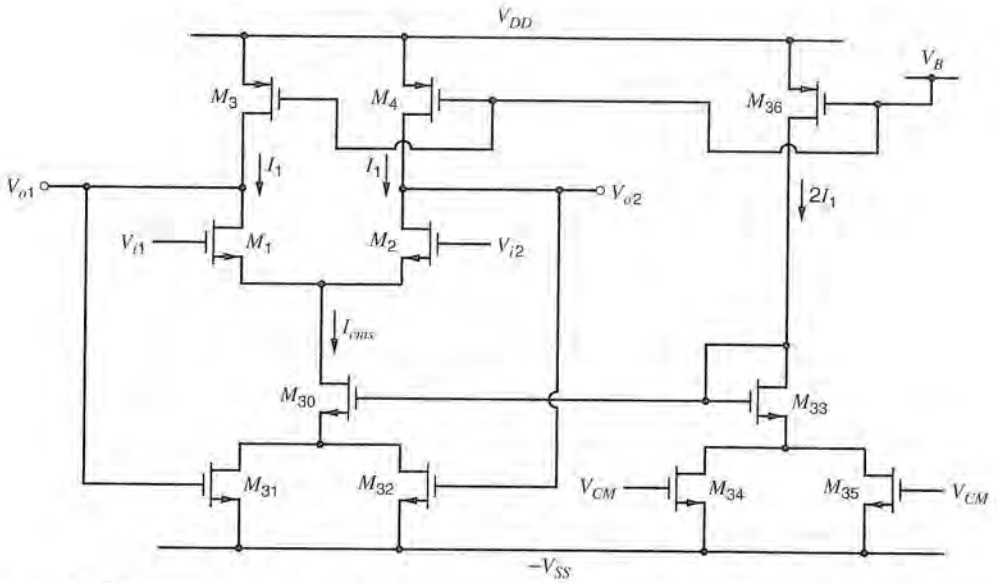 V_DD
M_3
M_4
M_36
V_B
I_1
I_1
V_o1
V_o2
2I_1
V_i1
M_1
M_2
V_i2
I_cms
M_30
M_33
M_31
M_32
V_CM
M_34
M_35
V_CM
-V_SS